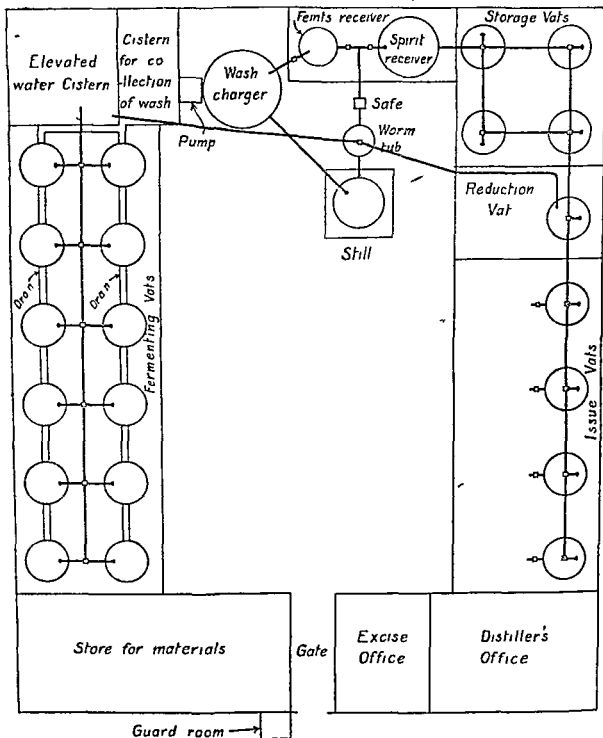 Elevated
water Cistern
Cistern
for co
llection
of wash
Feints receiver
Spirit
receiver
Storage Vats
Wash
charger
Safe
Pump
Worm
tub
Reduction
Vat
Still
Drain
Drain
Fermenting Vats
Issue Vats
Store for materials
Gate
Excise
Office
Distiller's
Office
Guard room